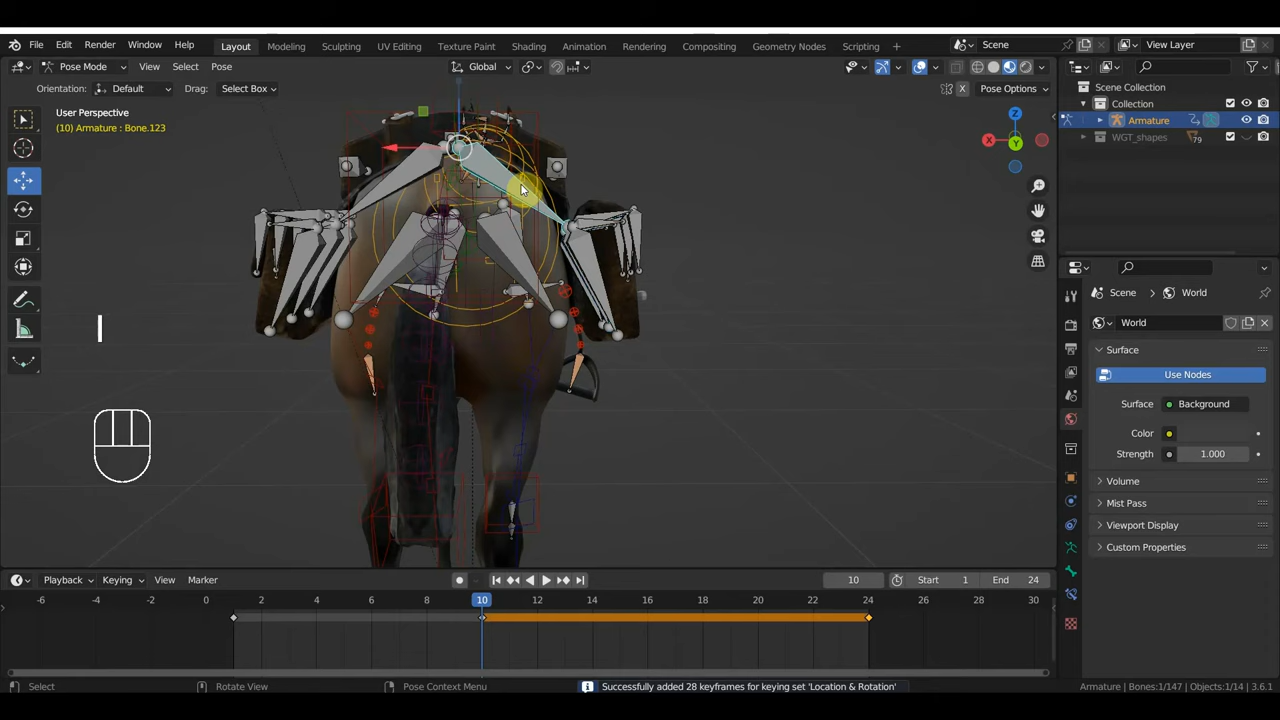 File Edit Render Window Help Layout Modeling Sculpting UV Editing Texture Paint Shading Animation Rendering Compositing Geometry Nodes Scripting + Scene View Layer
Pose Mode View Select Pose Global
Orientation: Default Drag: Select Box X Pose Options
User Perspective
(10) Armature : Bone.123
Z
X
Y
I
Scene Collection
Collection
Armature
WGT_shapes 79
Scene World
World
Surface
Use Nodes
Surface Background
Color
Strength 1.000
Volume
Mist Pass
Viewport Display
Custom Properties
Playback Keying View Marker 10 Start 1 End 24
-6 -4 -2 0 2 4 6 8 10 12 14 16 18 20 22 24 26 28 30
Select Rotate View Pose Context Menu Successfully added 28 keyframes for keying set 'Location & Rotation' Armature | Bones:1/147 | Objects:1/14 | 3.6.1